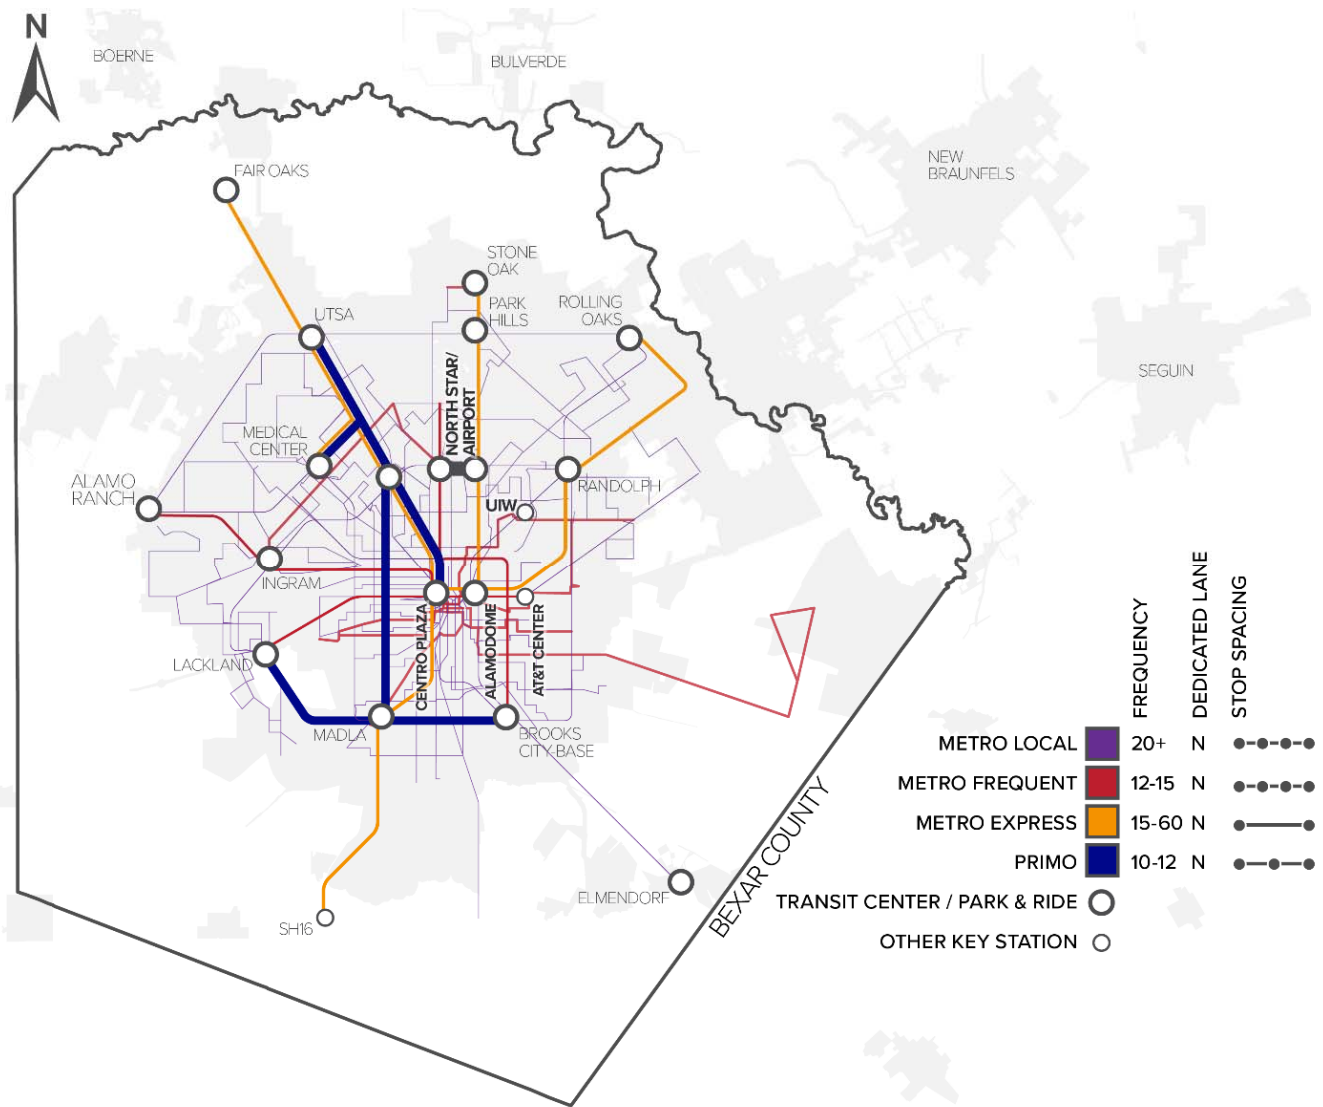 N
BOERNE
BULVERDE
NEW
BRAUNFELS
FAIR OAKS
STONE
OAK
PARK
HILLS
ROLLING
OAKS
UTSA
SEGUIN
NORTH STAR/
AIRPORT
MEDICAL
CENTER
ALAMO
RANCH
RANDOLPH
UIW
INGRAM
LACKLAND
CENTRO PLAZA
ALAMODOME
AT&T CENTER
MADLA
BROOKS
CITY-BASE
ELMENDORF
SH16
BEXAR COUNTY
FREQUENCY
DEDICATED LANE
STOP SPACING
METRO LOCAL 20+ N
METRO FREQUENT 12-15 N
METRO EXPRESS 15-60 N
PRIMO 10-12 N
TRANSIT CENTER / PARK & RIDE
OTHER KEY STATION